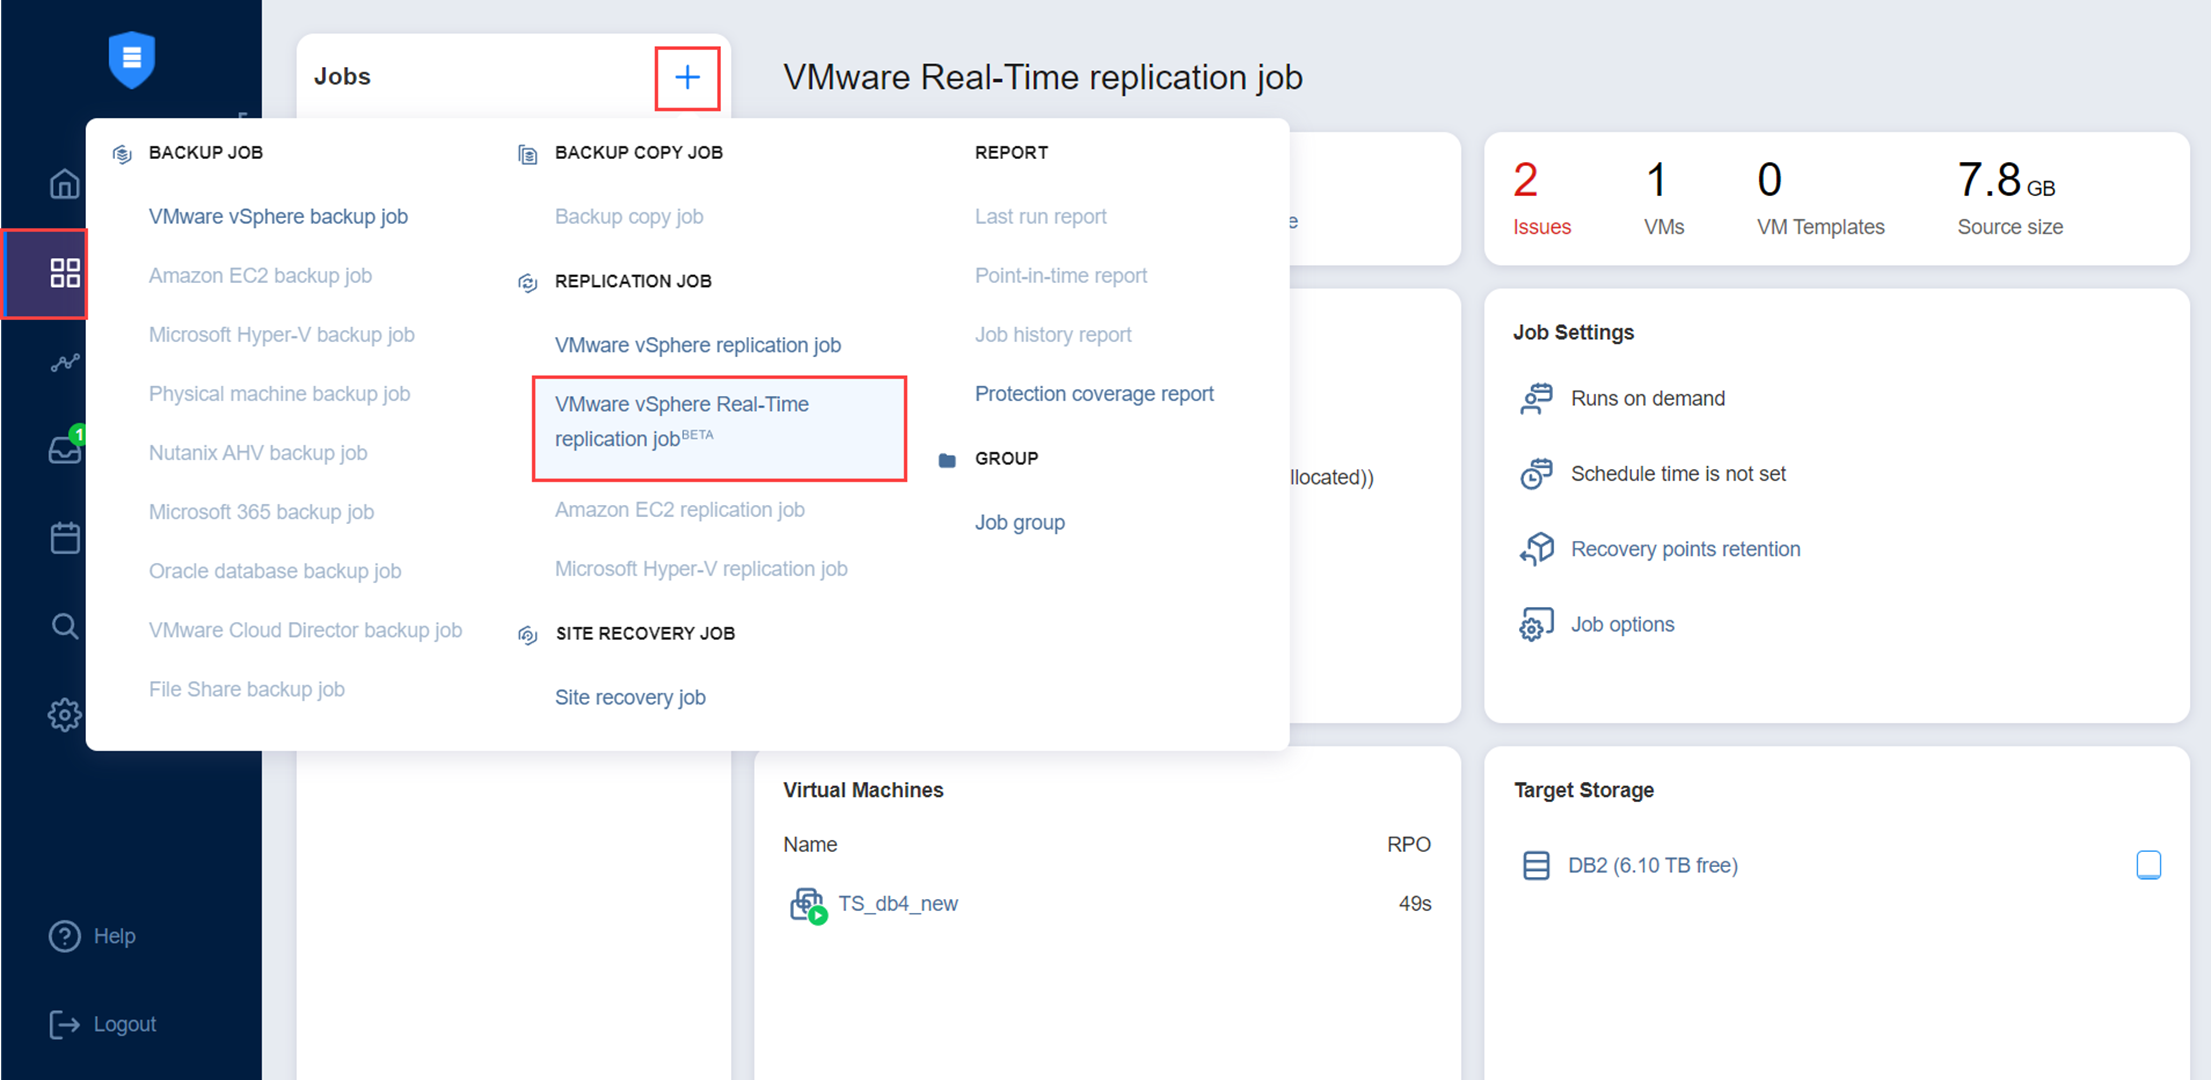 Jobs
VMware Real-Time replication job
BACKUP JOB
VMware vSphere backup job
Amazon EC2 backup job
Microsoft Hyper-V backup job
Physical machine backup job
Nutanix AHV backup job
Microsoft 365 backup job
Oracle database backup job
VMware Cloud Director backup job
File Share backup job
BACKUP COPY JOB
Backup copy job
REPLICATION JOB
VMware vSphere replication job
VMware vSphere Real-Time
replication job BETA
Amazon EC2 replication job
Microsoft Hyper-V replication job
SITE RECOVERY JOB
Site recovery job
REPORT
Last run report
Point-in-time report
Job history report
Protection coverage report
GROUP
Job group
1
e
llocated))
2 1 0 7.8 GB
Issues VMs VM Templates Source size
Job Settings
Runs on demand
Schedule time is not set
Recovery points retention
Job options
Virtual Machines
Name RPO
TS_db4_new 49s
Target Storage
DB2 (6.10 TB free)
Help
Logout